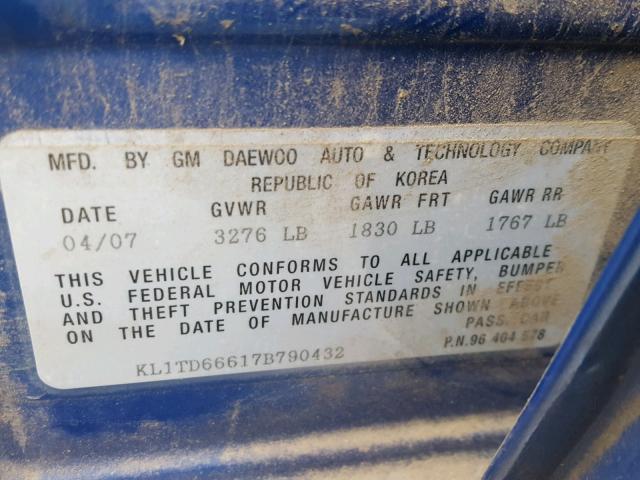 MFD. BY GM DAEWOO AUTO & TECHNOLOGY COMPANY
REPUBLIC OF KOREA
DATE GVWR GAWR FRT GAWR RR
04/07 3276 LB 1830 LB 1767 LB
THIS VEHICLE CONFORMS TO ALL APPLICABLE
U.S. FEDERAL MOTOR VEHICLE SAFETY, BUMPER
AND THEFT PREVENTION STANDARDS IN EFFECT
ON THE DATE OF MANUFACTURE SHOWN ABOVE
PASS. CAR
KL1TD66617B790432
P.N. 96 404 578